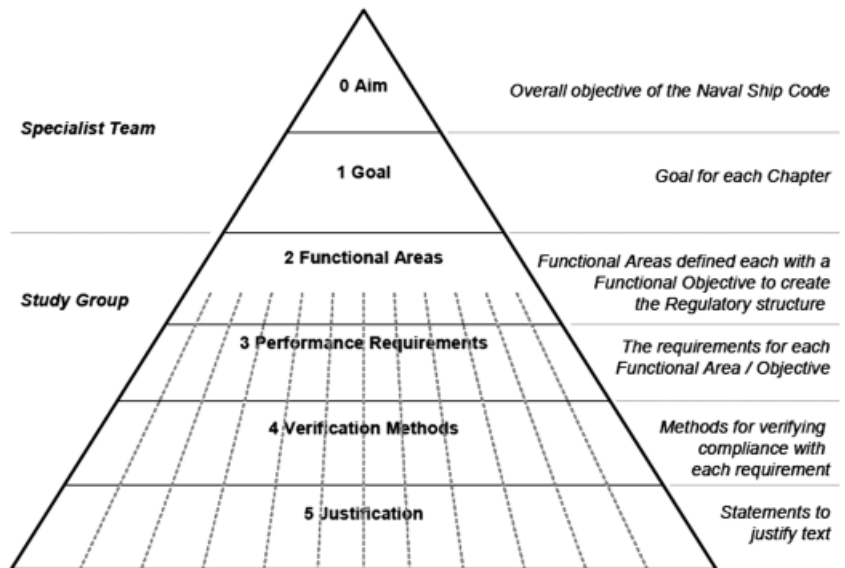 0 Aim
Overall objective of the Naval Ship Code
Specialist Team
1 Goal
Goal for each Chapter
2 Functional Areas
Functional Areas defined each with a
Functional Objective to create
the Regulatory structure
Study Group
3 Performance Requirements
The requirements for each
Functional Area / Objective
4 Verification Methods
Methods for verifying
compliance with
each requirement
5 Justification
Statements to
justify text